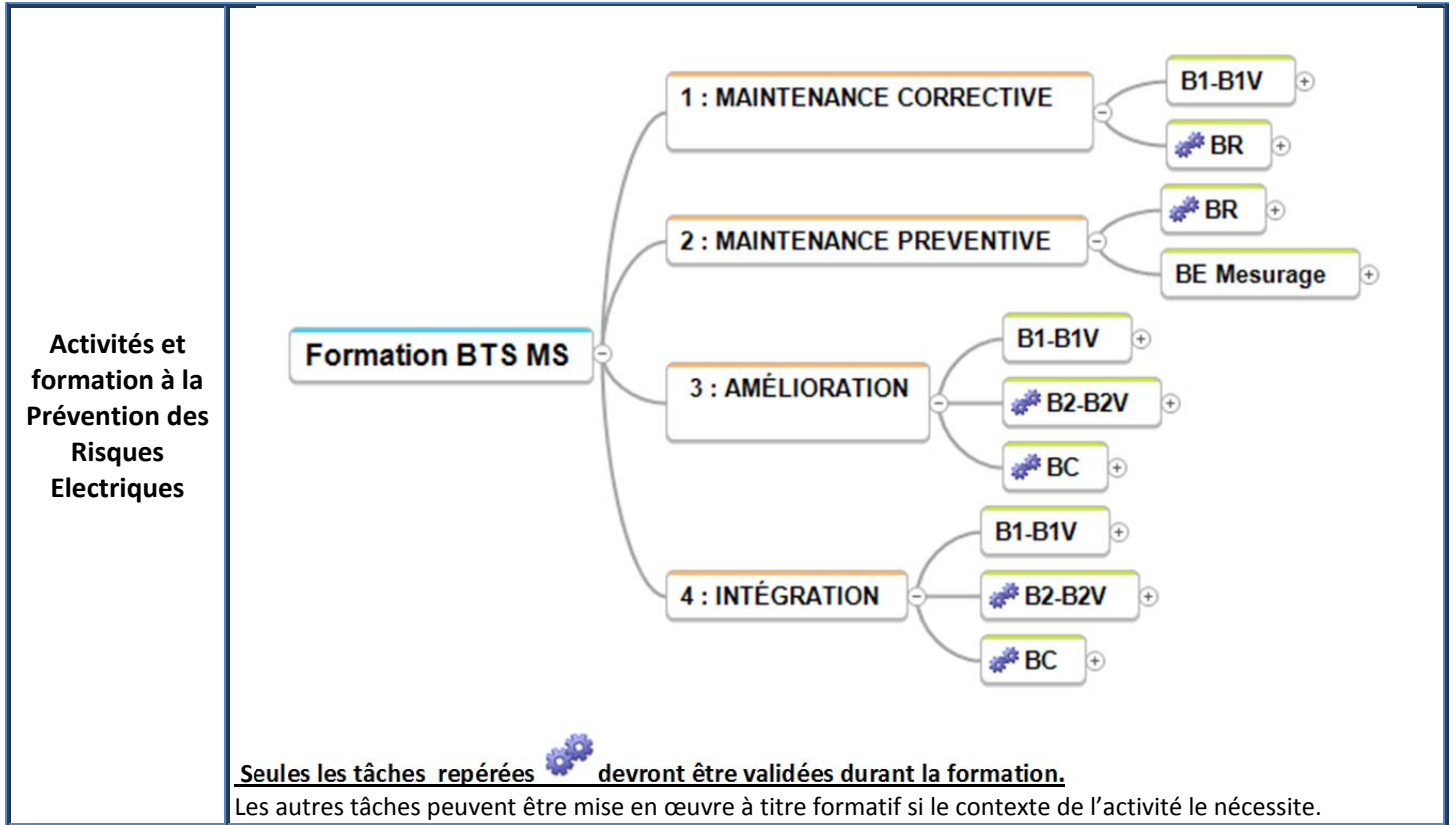 Activités et
formation à la
Prévention des
Risques
Electriques
Formation BTS MS
1 : MAINTENANCE CORRECTIVE
B1-B1V
BR
2 : MAINTENANCE PREVENTIVE
BR
BE Mesurage
3 : AMÉLIORATION
B1-B1V
B2-B2V
BC
4 : INTÉGRATION
B1-B1V
B2-B2V
BC
Seules les tâches repérées devront être validées durant la formation.
Les autres tâches peuvent être mise en œuvre à titre formatif si le contexte de l’activité le nécessite.